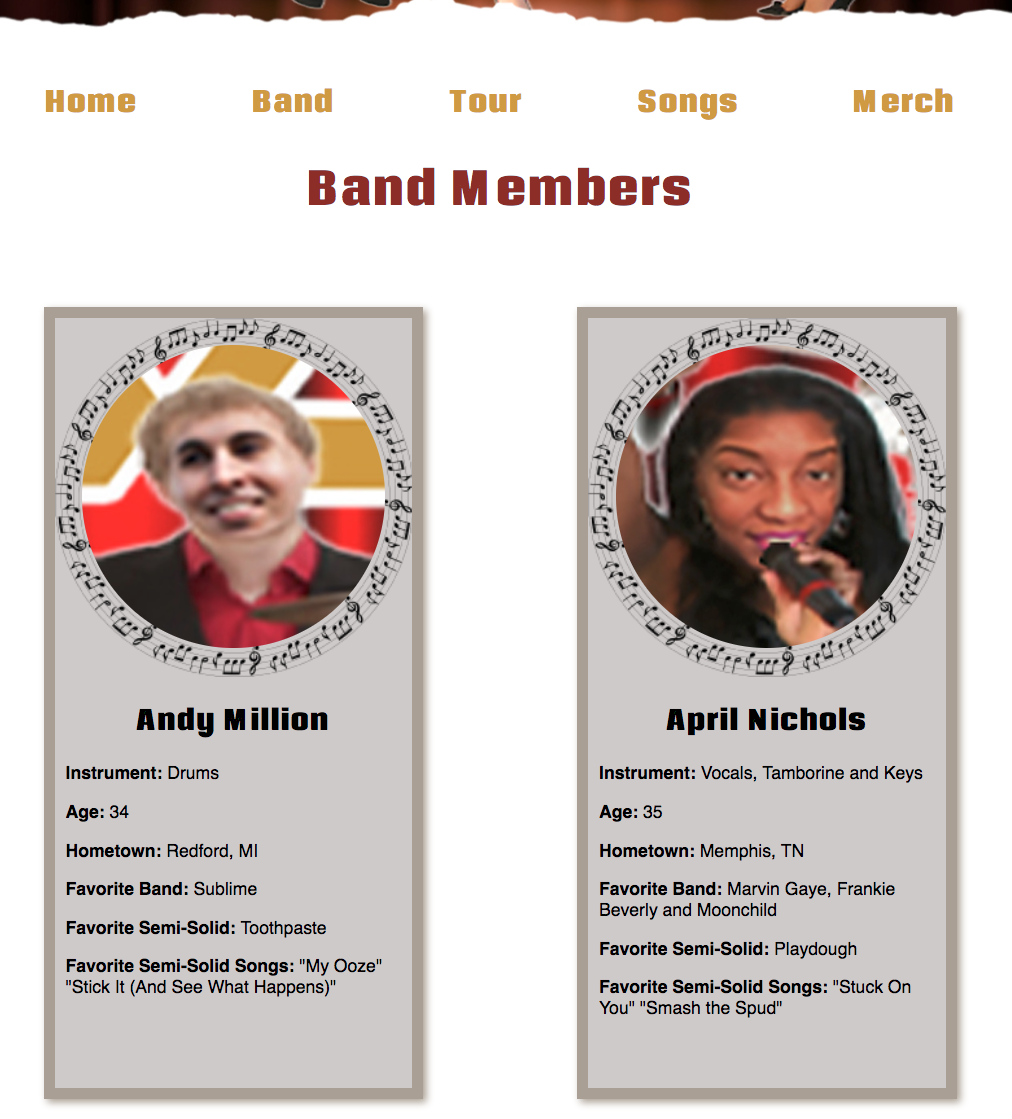 Home Band Tour Songs Merch
Band Members
Andy Million
Instrument: Drums
Age: 34
Hometown: Redford, MI
Favorite Band: Sublime
Favorite Semi-Solid: Toothpaste
Favorite Semi-Solid Songs: "My Ooze"
"Stick It (And See What Happens)"
April Nichols
Instrument: Vocals, Tamborine and Keys
Age: 35
Hometown: Memphis, TN
Favorite Band: Marvin Gaye, Frankie
Beverly and Moonchild
Favorite Semi-Solid: Playdough
Favorite Semi-Solid Songs: "Stuck On
You" "Smash the Spud"